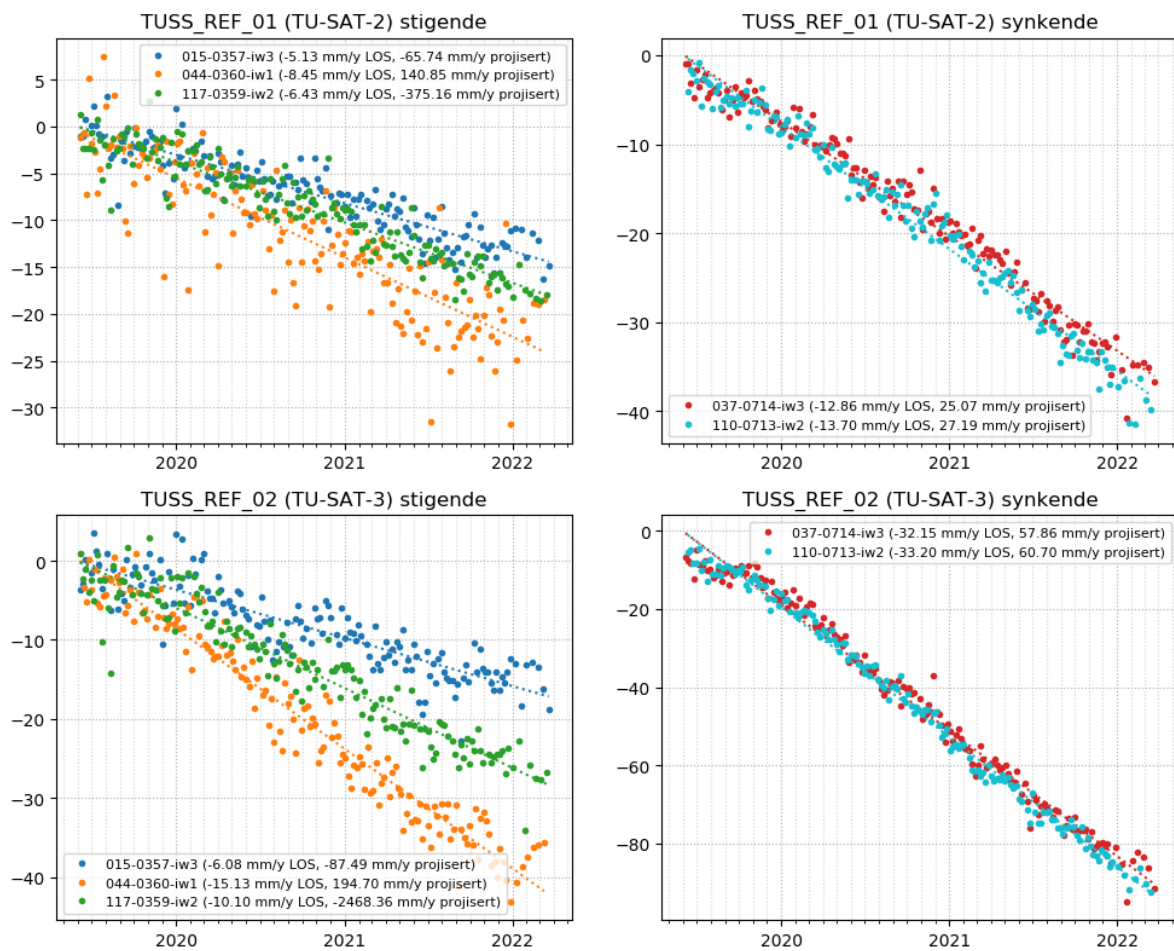 TUSS_REF_01 (TU-SAT-2) stigende
015-0357-iw3 (-5.13 mm/y LOS, -65.74 mm/y projisert)
044-0360-iw1 (-8.45 mm/y LOS, 140.85 mm/y projisert)
117-0359-iw2 (-6.43 mm/y LOS, -375.16 mm/y projisert)
5
0
−5
−10
−15
−20
−25
−30
2020 2021 2022
TUSS_REF_01 (TU-SAT-2) synkende
0
−10
−20
−30
−40
037-0714-iw3 (-12.86 mm/y LOS, 25.07 mm/y projisert)
110-0713-iw2 (-13.70 mm/y LOS, 27.19 mm/y projisert)
2020 2021 2022
TUSS_REF_02 (TU-SAT-3) stigende
0
−10
−20
−30
−40
015-0357-iw3 (-6.08 mm/y LOS, -87.49 mm/y projisert)
044-0360-iw1 (-15.13 mm/y LOS, 194.70 mm/y projisert)
117-0359-iw2 (-10.10 mm/y LOS, -2468.36 mm/y projisert)
2020 2021 2022
TUSS_REF_02 (TU-SAT-3) synkende
037-0714-iw3 (-32.15 mm/y LOS, 57.86 mm/y projisert)
110-0713-iw2 (-33.20 mm/y LOS, 60.70 mm/y projisert)
0
−20
−40
−60
−80
2020 2021 2022